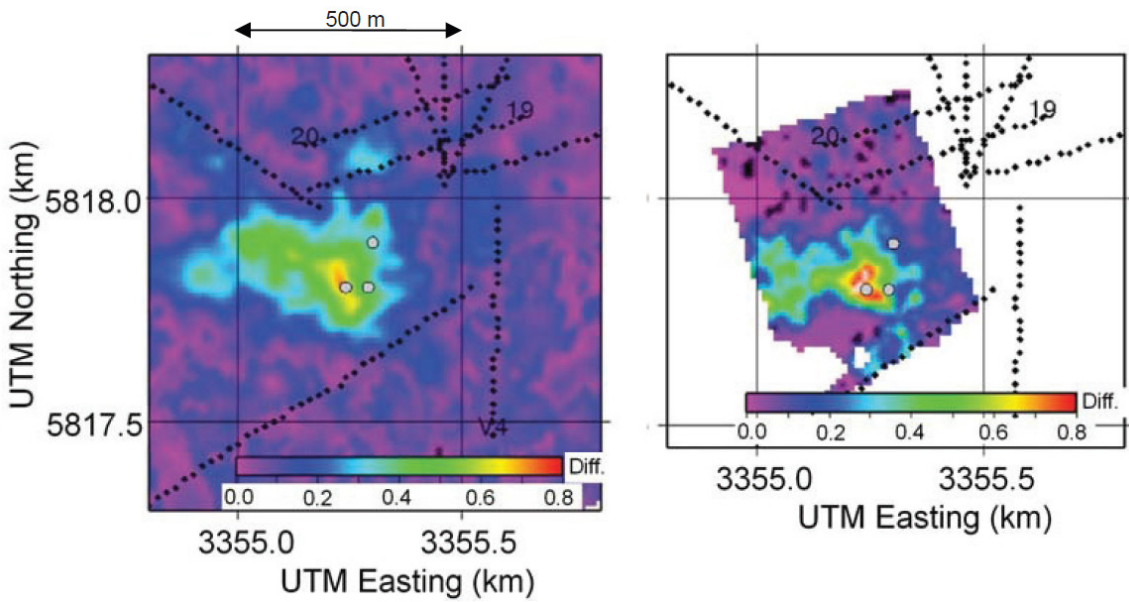 500 m
UTM Northing (km)
5818.0
5817.5
20
19
V4
Diff.
0.0 0.2 0.4 0.6 0.8
3355.0 3355.5
UTM Easting (km)
20
19
Diff.
0.0 0.2 0.4 0.6 0.8
3355.0 3355.5
UTM Easting (km)